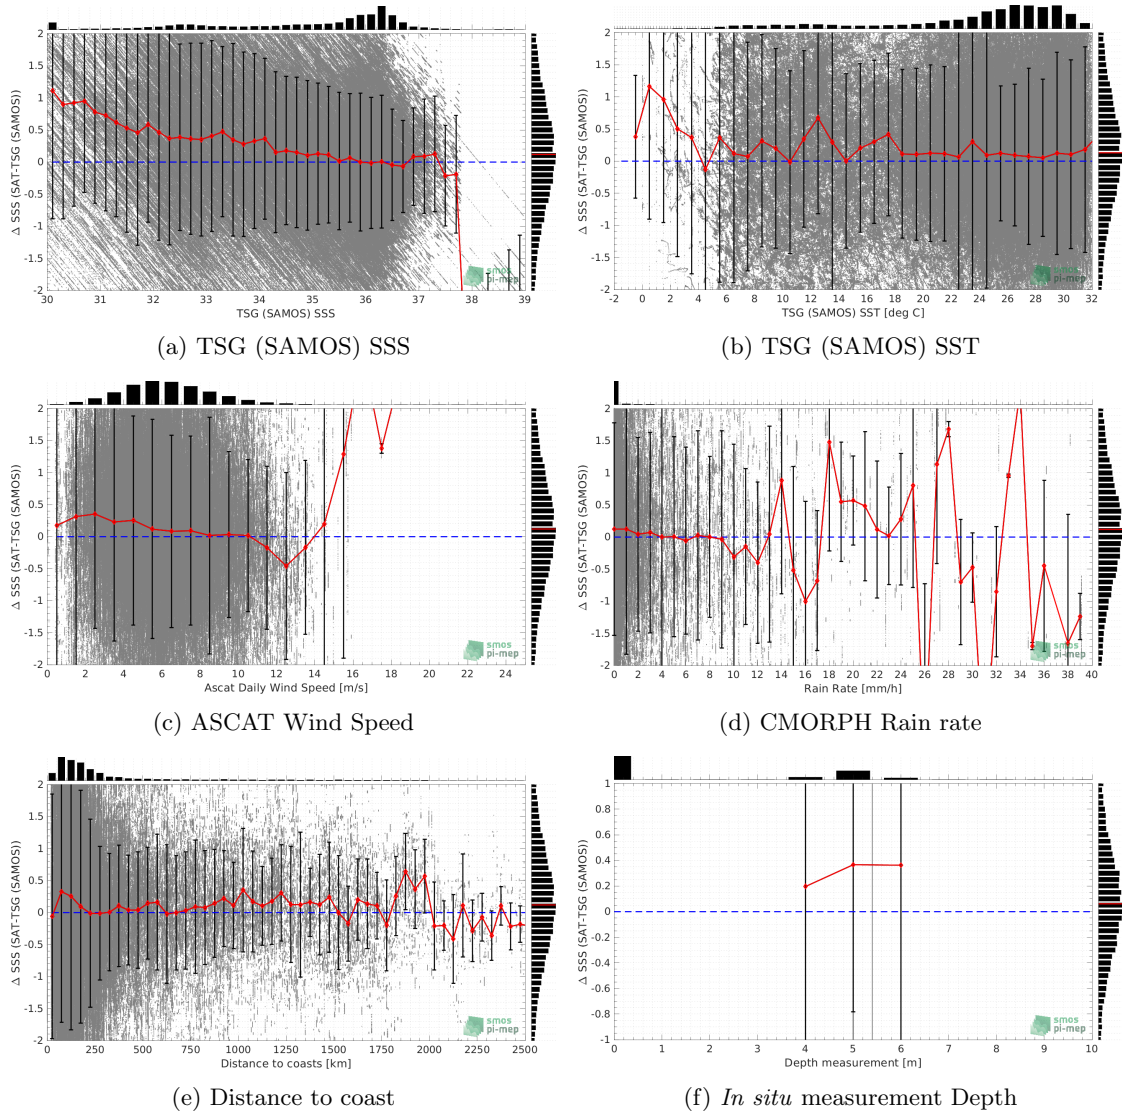 2
1.5
1
0.5
0
-0.5
-1
-1.5
-2
Δ SSS (SAT-TSG (SAMOS))
30 31 32 33 34 35 36 37 38 39
TSG (SAMOS) SSS
smos
pi-mep
(a) TSG (SAMOS) SSS
2
1.5
1
0.5
0
-0.5
-1
-1.5
-2
Δ SSS (SAT-TSG (SAMOS))
-2 0 2 4 6 8 10 12 14 16 18 20 22 24 26 28 30 32
TSG (SAMOS) SST [deg C]
smos
pi-mep
(b) TSG (SAMOS) SST
2
1.5
1
0.5
0
-0.5
-1
-1.5
-2
Δ SSS (SAT-TSG (SAMOS))
0 2 4 6 8 10 12 14 16 18 20 22 24
Ascat Daily Wind Speed [m/s]
smos
pi-mep
(c) ASCAT Wind Speed
2
1.5
1
0.5
0
-0.5
-1
-1.5
-2
Δ SSS (SAT-TSG (SAMOS))
0 2 4 6 8 10 12 14 16 18 20 22 24 26 28 30 32 34 36 38 40
Rain Rate [mm/h]
smos
pi-mep
(d) CMORPH Rain rate
2
1.5
1
0.5
0
-0.5
-1
-1.5
-2
Δ SSS (SAT-TSG (SAMOS))
0 250 500 750 1000 1250 1500 1750 2000 2250 2500
Distance to coasts [km]
smos
pi-mep
(e) Distance to coast
1
0.8
0.6
0.4
0.2
0
-0.2
-0.4
-0.6
-0.8
-1
Δ SSS (SAT-TSG (SAMOS))
0 1 2 3 4 5 6 7 8 9 10
Depth measurement [m]
smos
pi-mep
(f) In situ measurement Depth